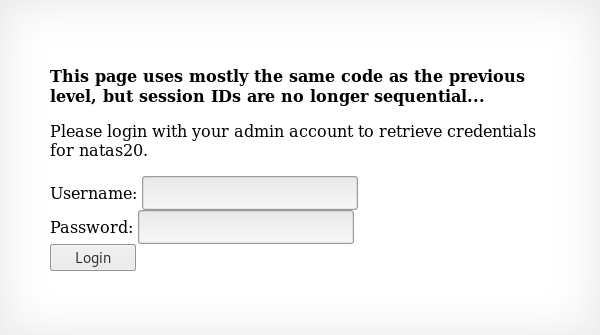 This page uses mostly the same code as the previous
level, but session IDs are no longer sequential...
Please login with your admin account to retrieve credentials
for natas20.
Username:
Password:
Login